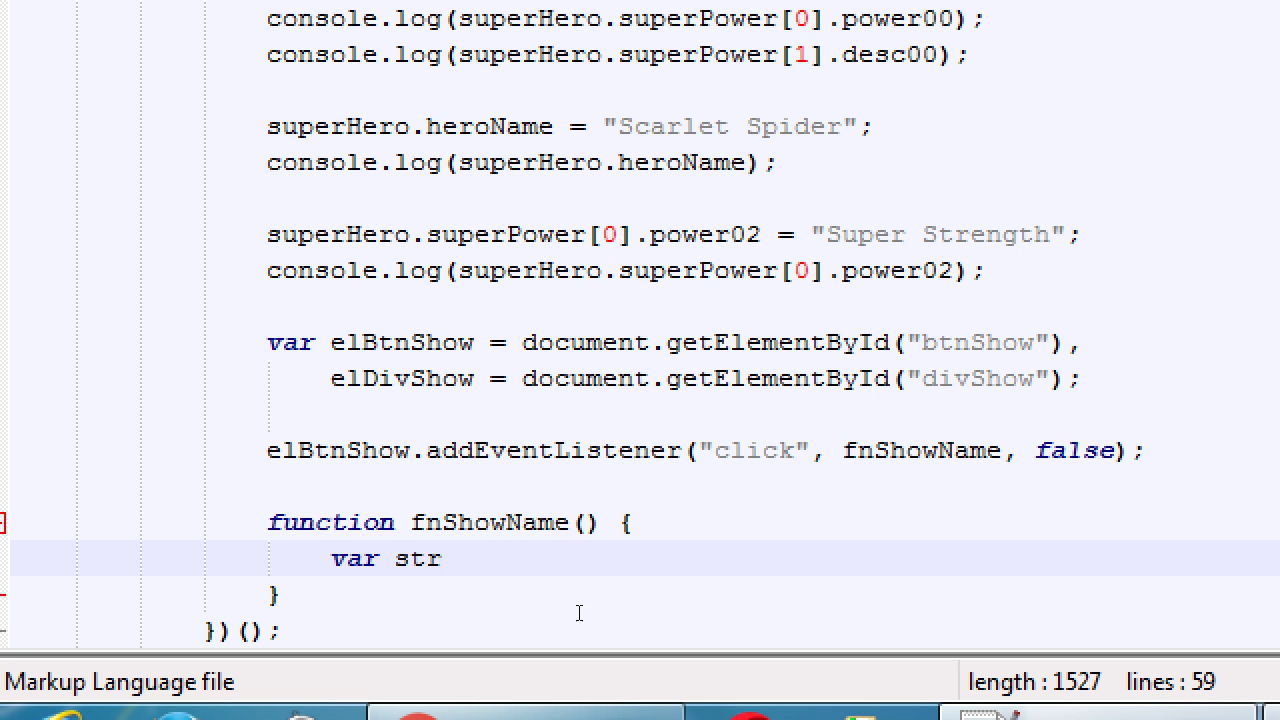 console.log(superHero.superPower[0].power00);
console.log(superHero.superPower[1].desc00);
superHero.heroName = "Scarlet Spider";
console.log(superHero.heroName);
superHero.superPower[0].power02 = "Super Strength";
console.log(superHero.superPower[0].power02);
var elBtnShow = document.getElementById("btnShow"),
elDivShow = document.getElementById("divShow");
elBtnShow.addEventListener("click", fnShowName, false);
function fnShowName() {
var str
}
})();
Markup Language file length : 1527 lines : 59